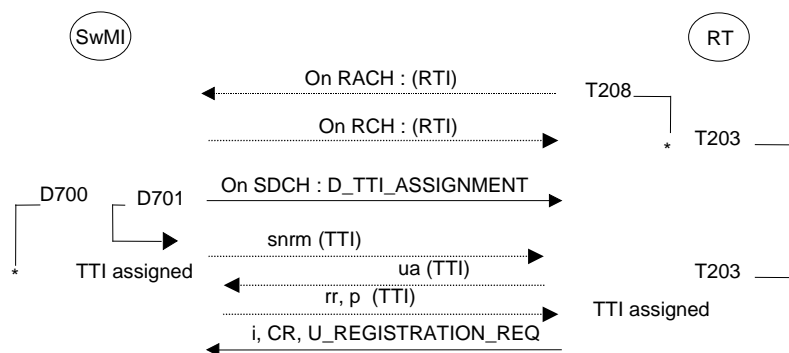 SwMI
RT
On RACH : (RTI)
T208
On RCH : (RTI)
* T203
D700 D701 On SDCH : D_TTI_ASSIGNMENT
snrm (TTI)
* TTI assigned
ua (TTI)
T203
rr, p (TTI)
TTI assigned
i, CR, U_REGISTRATION_REQ